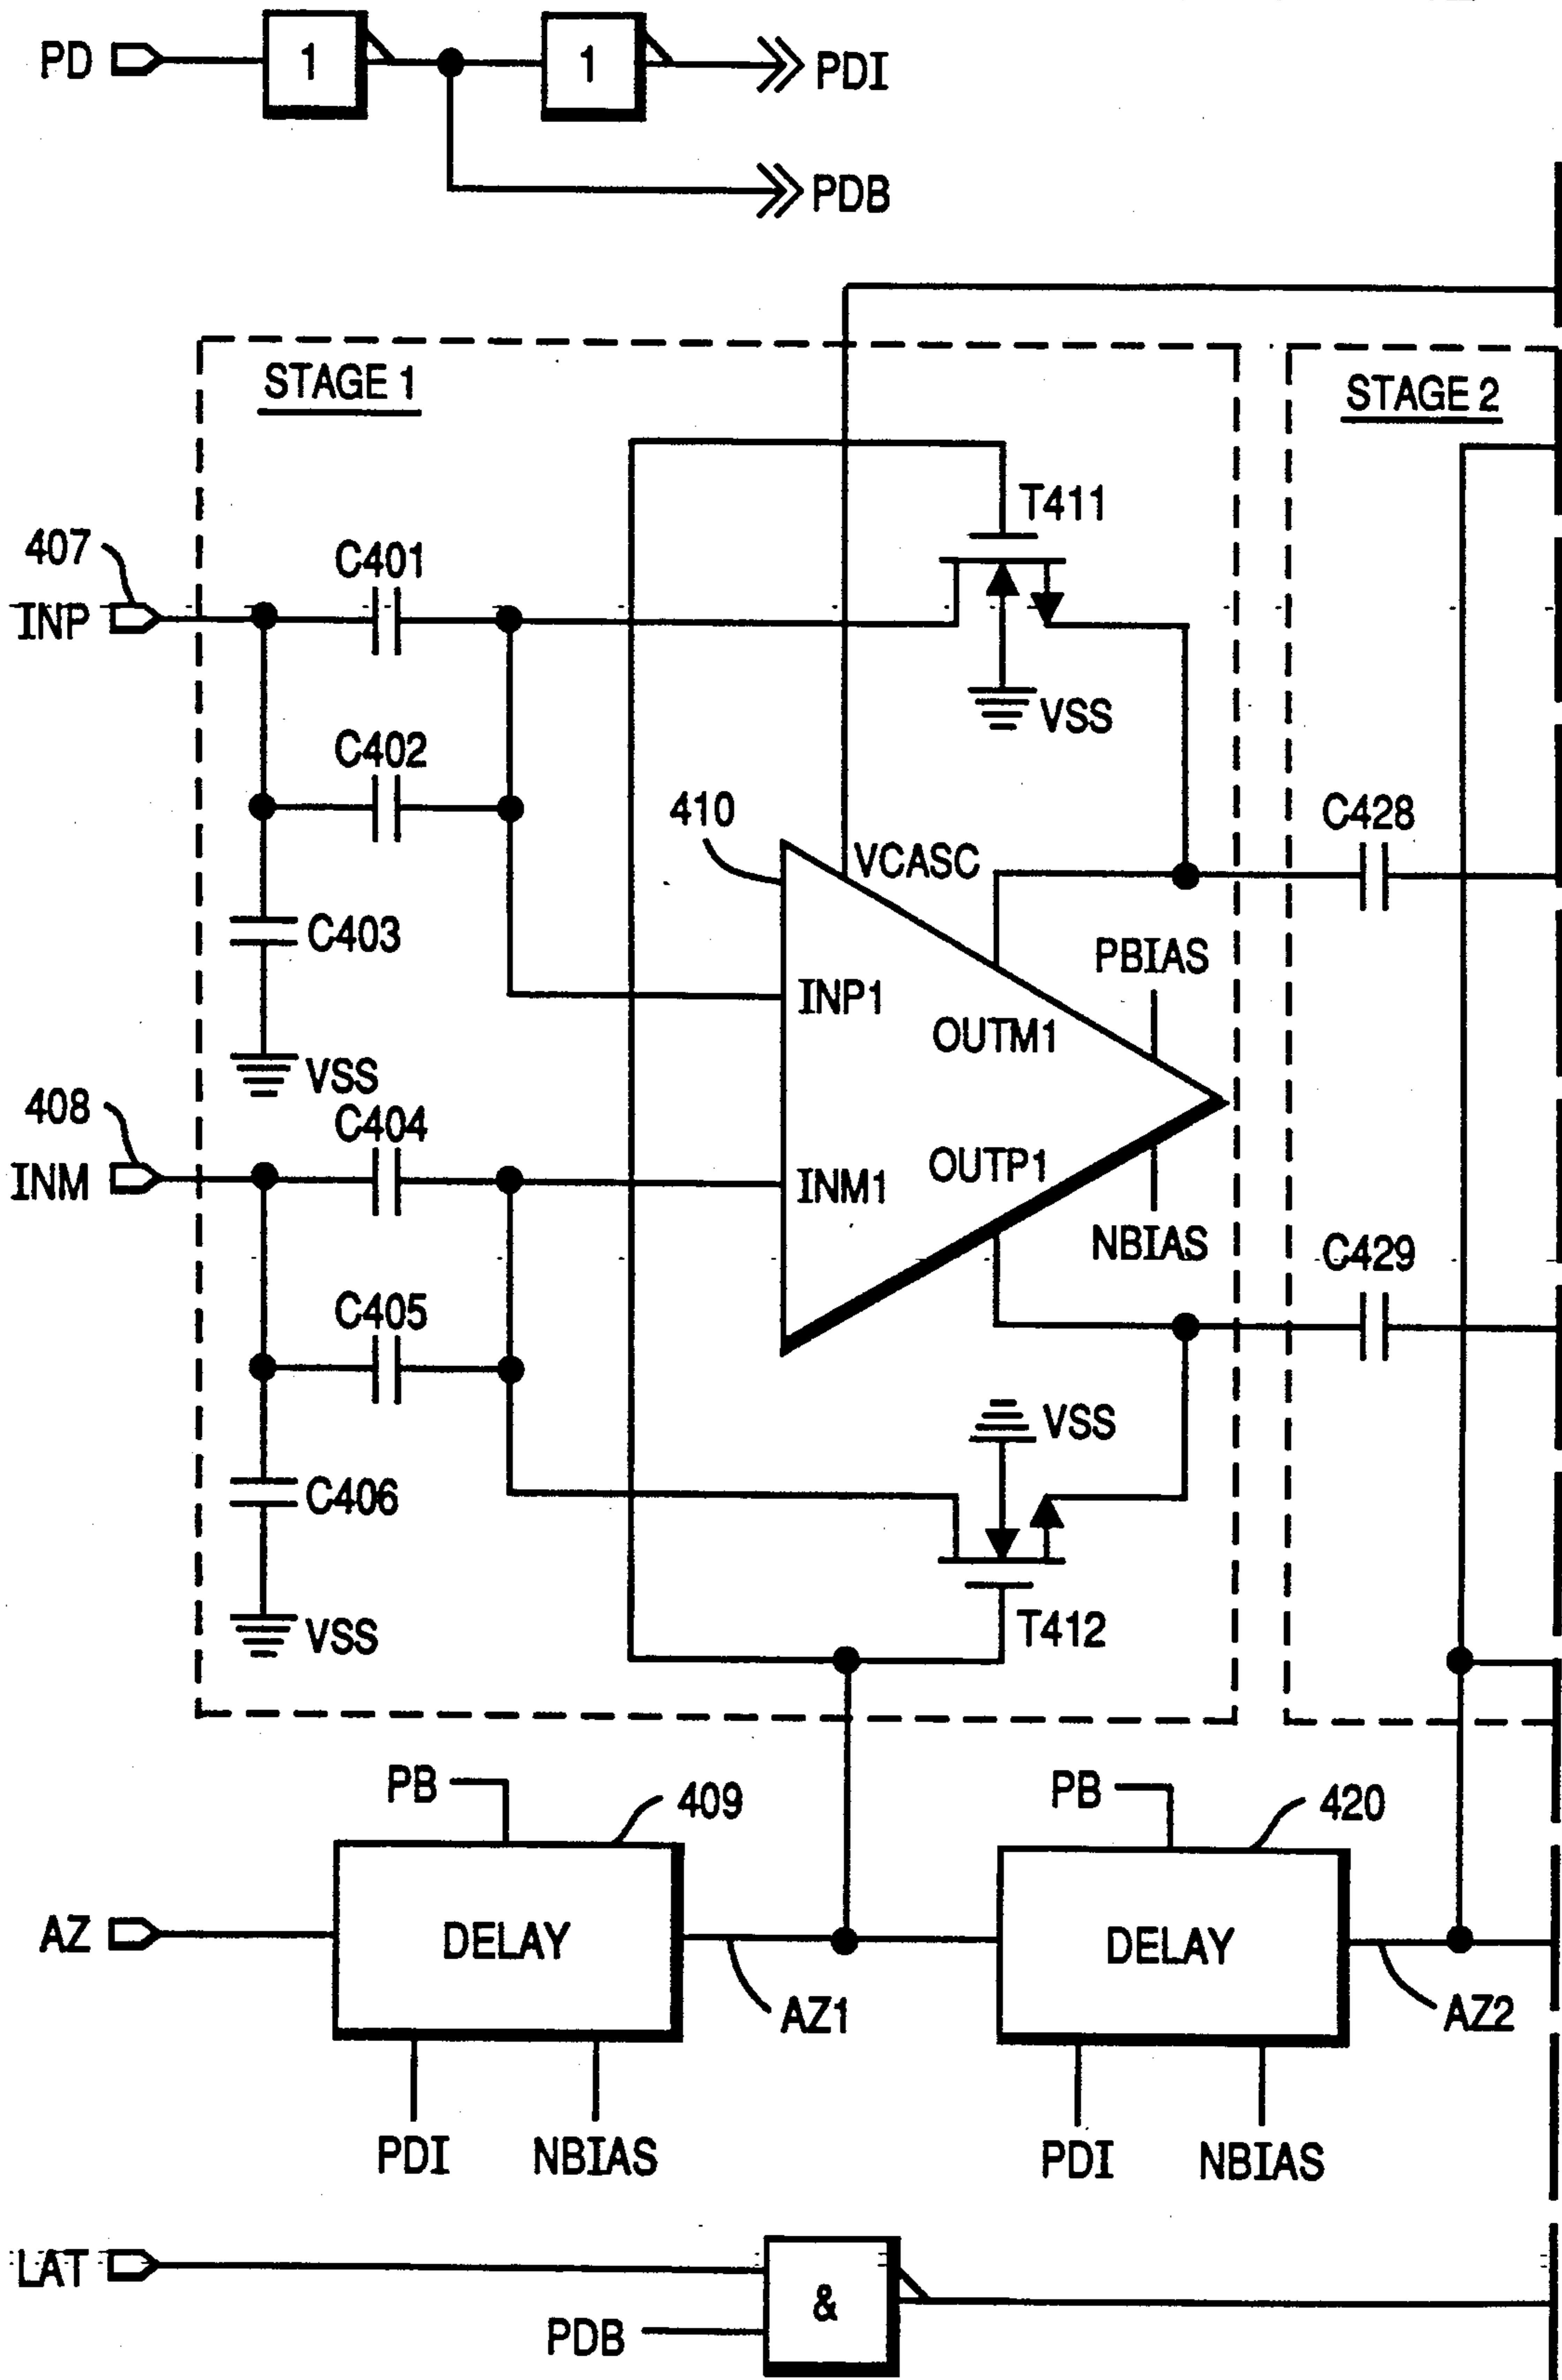 PD
1
1
PDI
PDB
STAGE 1
STAGE 2
T411
407
C401
INP
VSS
C402
410
C428
VCASC
C403
PBIAS
INP1
OUTM1
VSS
408
C404
INM
INM1
OUTP1
NBIAS
C429
C405
VSS
C406
T412
VSS
PB
409
PB
420
AZ
DELAY
DELAY
AZ1
AZ2
PDI
NBIAS
PDI
NBIAS
LAT
&
PDB